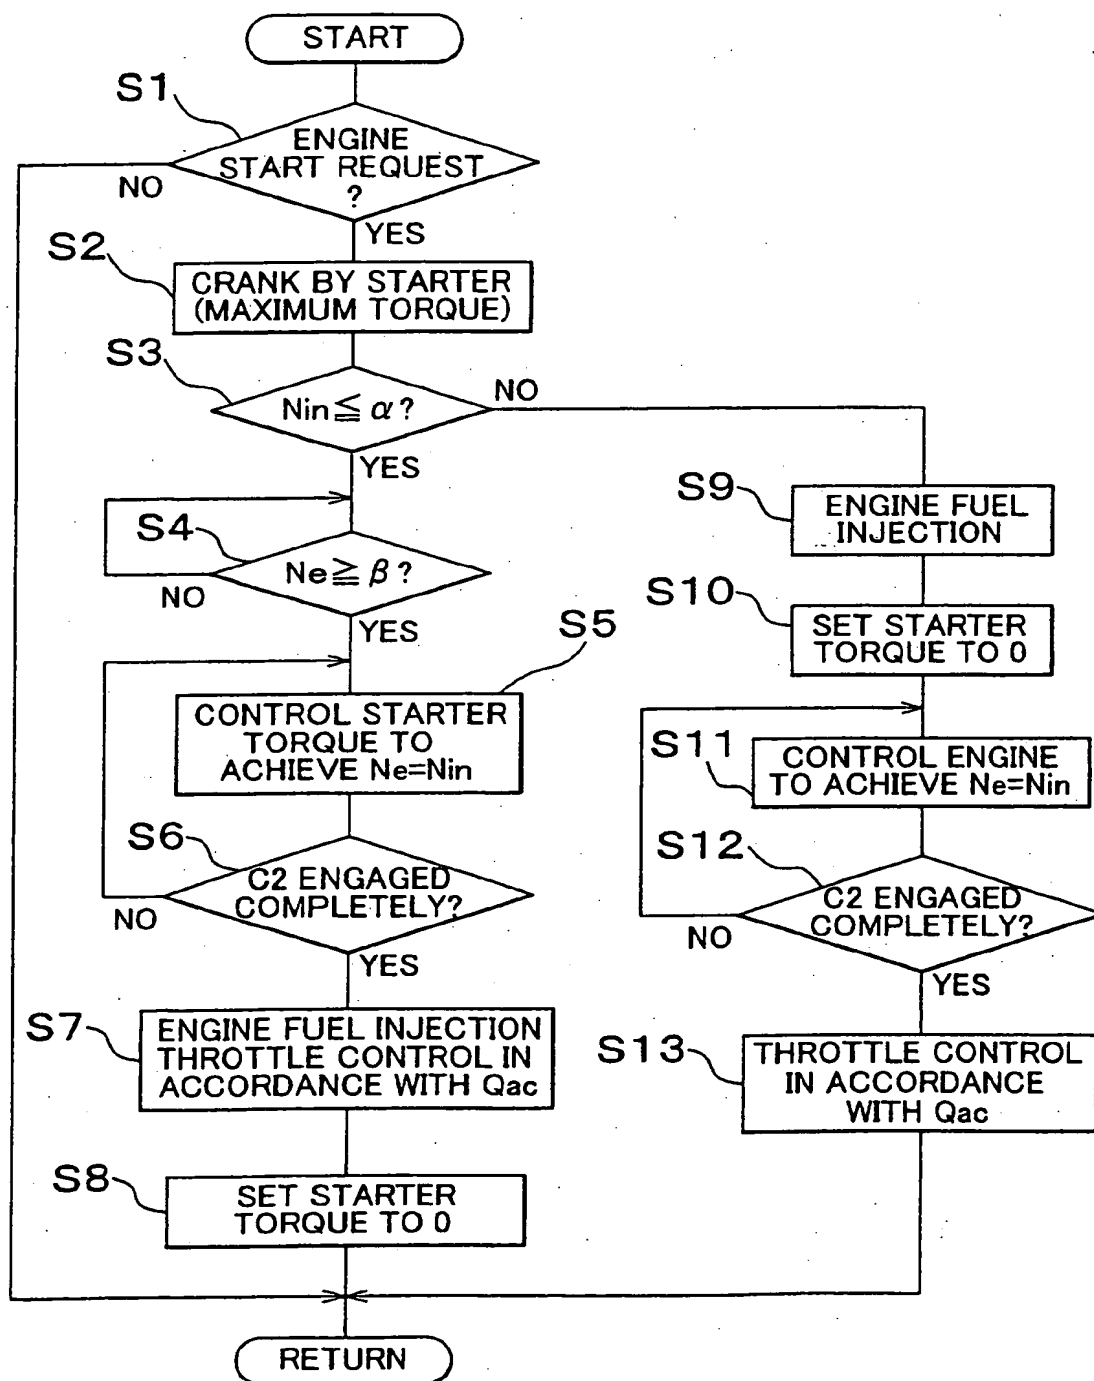 START
S1
ENGINE
START REQUEST
?
NO
YES
S2
CRANK BY STARTER
(MAXIMUM TORQUE)
S3
Nin≦α?
NO
YES
S4
Ne≧β?
NO
YES
S5
CONTROL STARTER
TORQUE TO
ACHIEVE Ne=Nin
S6
C2 ENGAGED
COMPLETELY?
NO
YES
S7
ENGINE FUEL INJECTION
THROTTLE CONTROL IN
ACCORDANCE WITH Qac
S8
SET STARTER
TORQUE TO 0
S9
ENGINE FUEL
INJECTION
S10
SET STARTER
TORQUE TO 0
S11
CONTROL ENGINE
TO ACHIEVE Ne=Nin
S12
C2 ENGAGED
COMPLETELY?
NO
YES
S13
THROTTLE CONTROL
IN ACCORDANCE
WITH Qac
RETURN